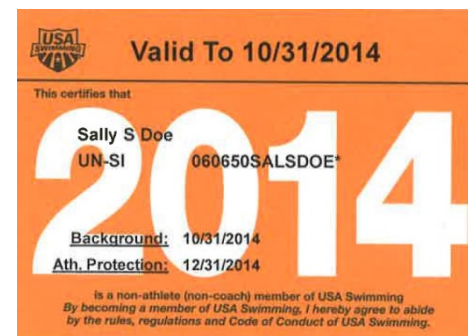 USA
SWIMMING
Valid To 10/31/2014
This certifies that
2014
Sally S Doe
UN-SI 060650SALSDOE*
Background: 10/31/2014
Ath. Protection: 12/31/2014
is a non-athlete (non-coach) member of USA Swimming
By becoming a member of USA Swimming, I hereby agree to abide
by the rules, regulations and Code of Conduct of USA Swimming.